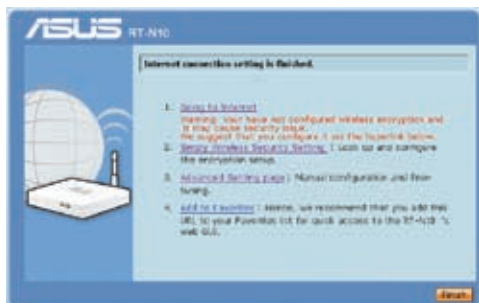 ASUS RT-N10
Internet connection setting is finished.
1. Going to Internet
Warning: Your have not configured wireless encryption and
it may cause security issue.
We suggest that you configure it via the hyperlink below.
2. Simply Wireless Security Setting : Look up and configure
the encryption setup.
3. Advanced Setting page : Manual configuration and fine-
tuning.
4. Add to Favorites : Hence, we recommend that you add this
URL to your Favorites list for quick access to the RT-N10 's
web GUI.
Finish